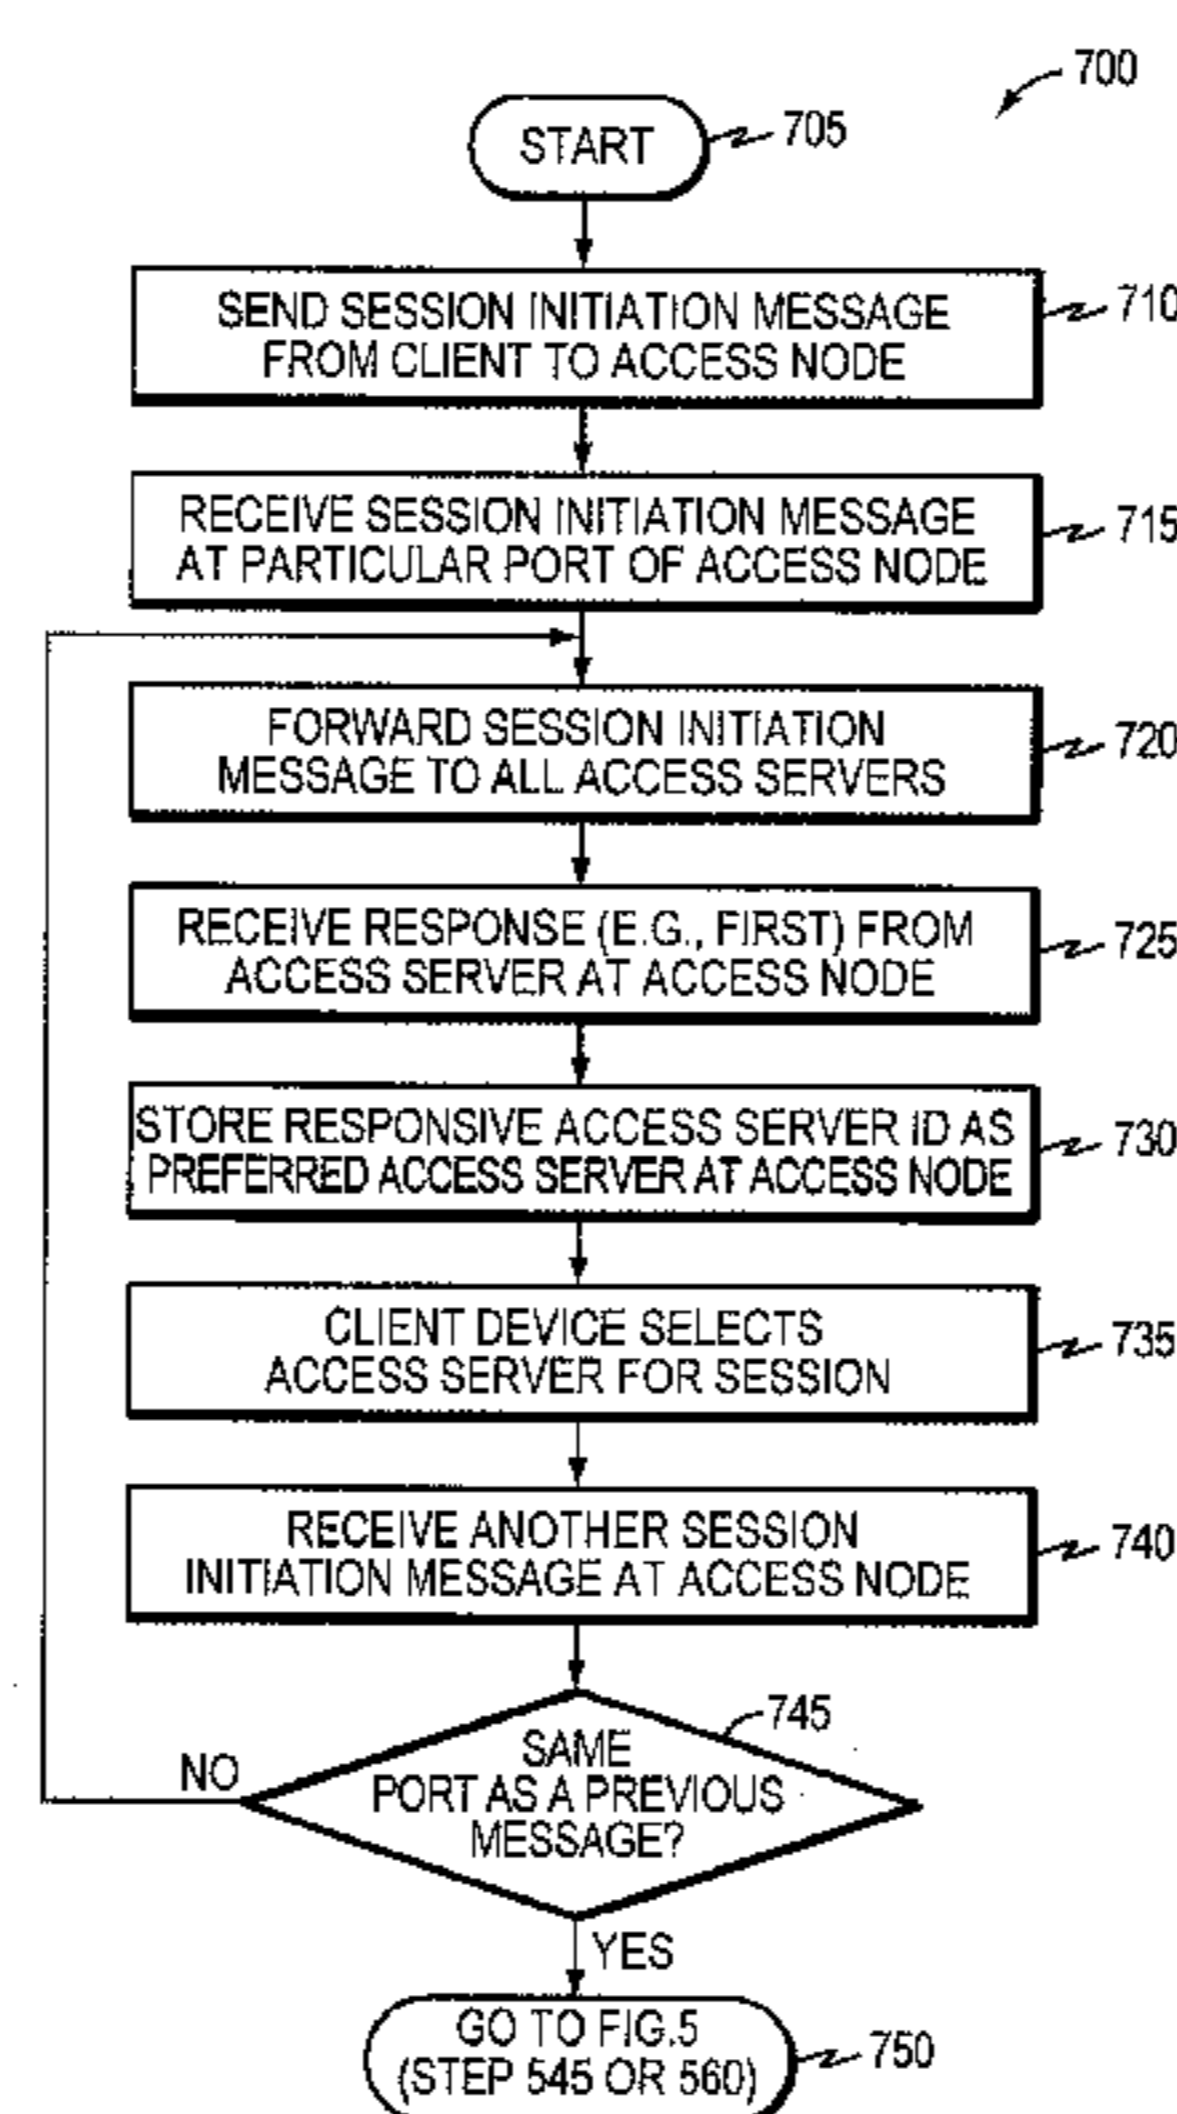 700
START
705
SEND SESSION INITIATION MESSAGE
FROM CLIENT TO ACCESS NODE
710
RECEIVE SESSION INITIATION MESSAGE
AT PARTICULAR PORT OF ACCESS NODE
715
FORWARD SESSION INITIATION
MESSAGE TO ALL ACCESS SERVERS
720
RECEIVE RESPONSE (E.G., FIRST) FROM
ACCESS SERVER AT ACCESS NODE
725
STORE RESPONSIVE ACCESS SERVER ID AS
PREFERRED ACCESS SERVER AT ACCESS NODE
730
CLIENT DEVICE SELECTS
ACCESS SERVER FOR SESSION
735
RECEIVE ANOTHER SESSION
INITIATION MESSAGE AT ACCESS NODE
740
745
SAME
PORT AS A PREVIOUS
MESSAGE?
NO
YES
GO TO FIG.5
(STEP 545 OR 560)
750